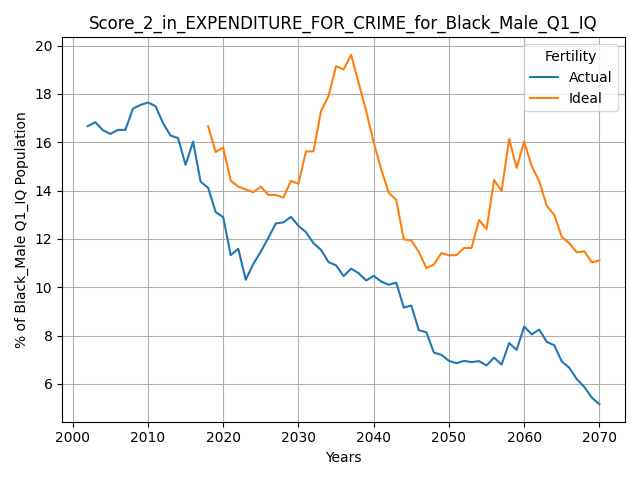 Score_2_in_EXPENDITURE_FOR_CRIME_for_Black_Male_Q1_IQ
Fertility
Actual
Ideal
% of Black_Male Q1_IQ Population
20
18
16
14
12
10
8
6
2000 2010 2020 2030 2040 2050 2060 2070
Years